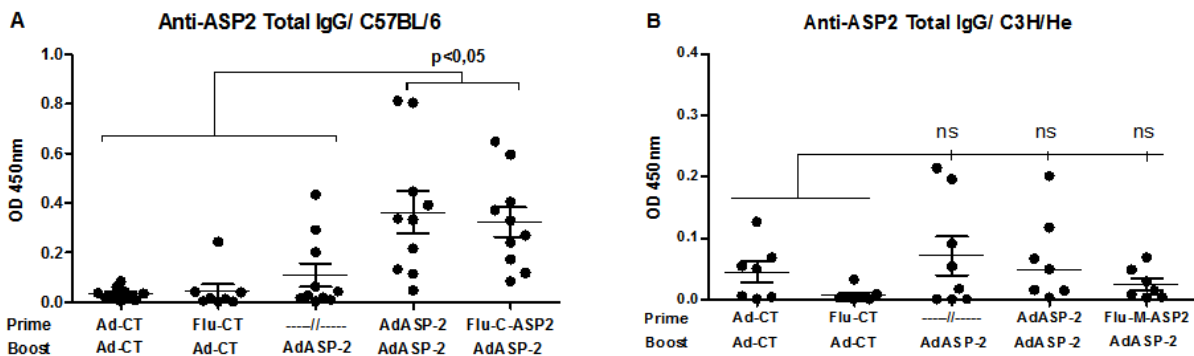 A
Anti-ASP2 Total IgG/ C57BL/6
p<0,05
OD 450nm
1.0
0.8
0.6
0.4
0.2
0.0
Prime Ad-CT Flu-CT -----//----- AdASP-2 Flu-C-ASP2
Boost Ad-CT Ad-CT AdASP-2 AdASP-2 AdASP-2
B
Anti-ASP2 Total IgG/ C3H/He
ns ns ns
OD 450nm
0.4
0.3
0.2
0.1
0.0
Prime Ad-CT Flu-CT -----//----- AdASP-2 Flu-M-ASP2
Boost Ad-CT Ad-CT AdASP-2 AdASP-2 AdASP-2